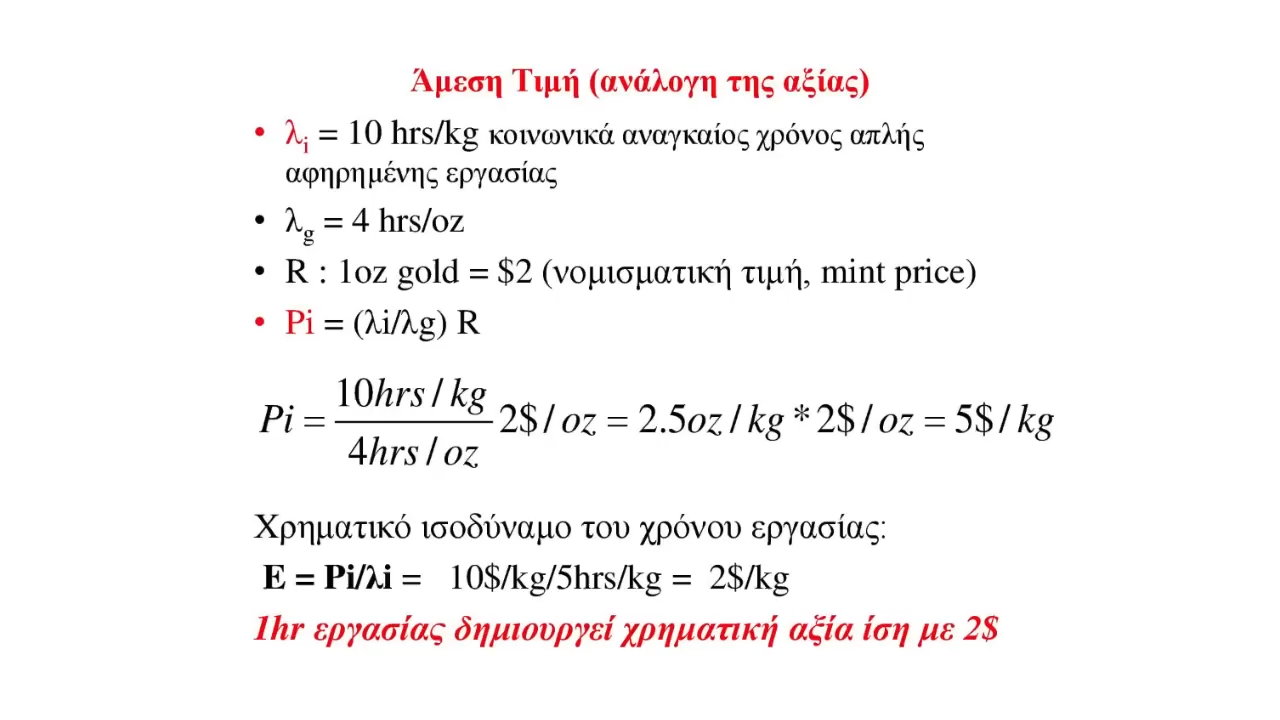 Άμεση Τιμή (ανάλογη της αξίας)
• λi = 10 hrs/kg κοινωνικά αναγκαίος χρόνος απλής
αφηρημένης εργασίας
• λg = 4 hrs/oz
• R : 1oz gold = $2 (νομισματική τιμή, mint price)
• Pi = (λi/λg) R
Pi = 10hrs / kg / 4hrs / oz 2$ / oz = 2.5oz / kg * 2$ / oz = 5$ / kg
Χρηματικό ισοδύναμο του χρόνου εργασίας:
E = Pi/λi = 10$/kg/5hrs/kg = 2$/kg
1hr εργασίας δημιουργεί χρηματική αξία ίση με 2$